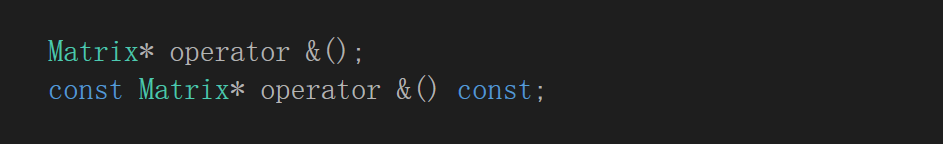 Matrix* operator &();
const Matrix* operator &() const;